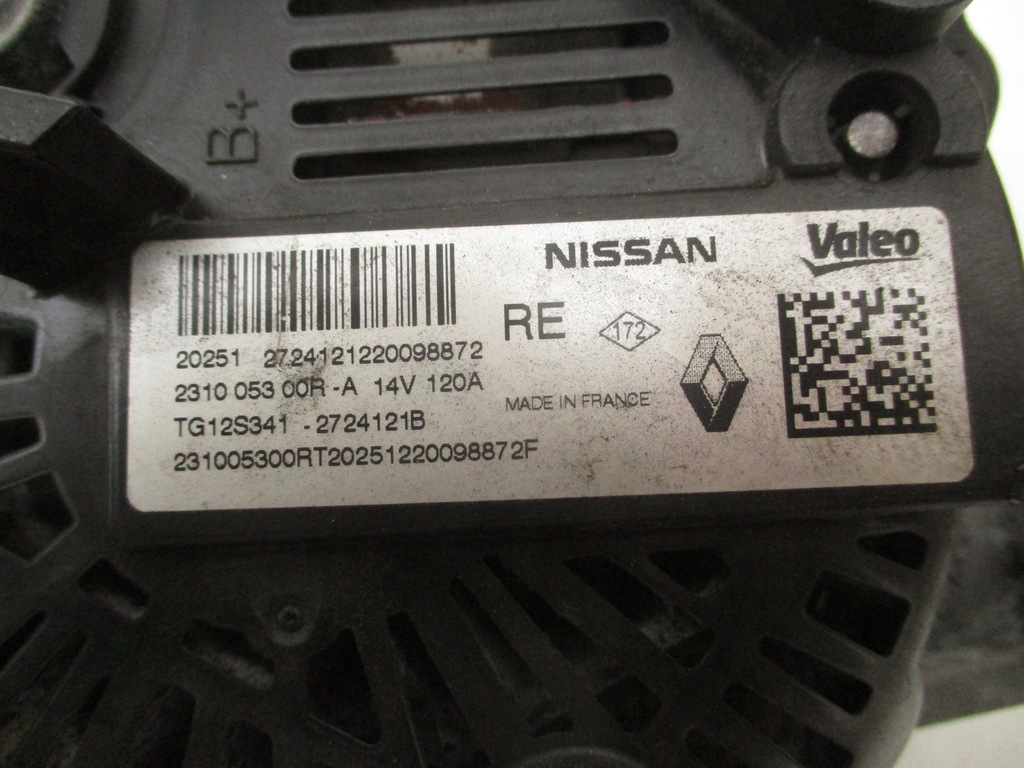 B+
NISSAN
Valeo
RE
172
20251 2724121220098872
2310 053 00R -A 14V 120A
MADE IN FRANCE
TG12S341 - 2724121B
231005300RT20251220098872F